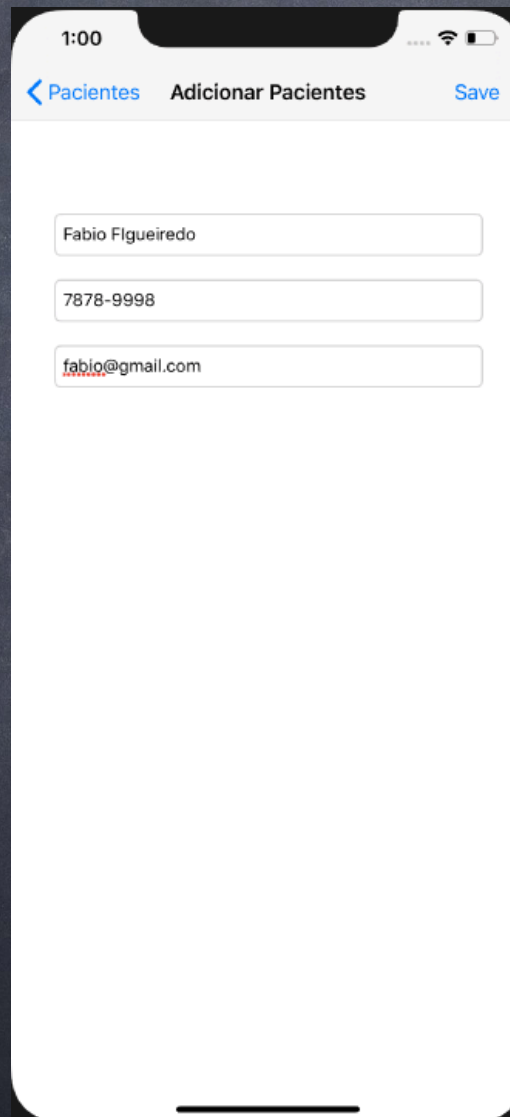 1:00
Pacientes Adicionar Pacientes Save
Fabio FIgueiredo
7878-9998
fabio@gmail.com